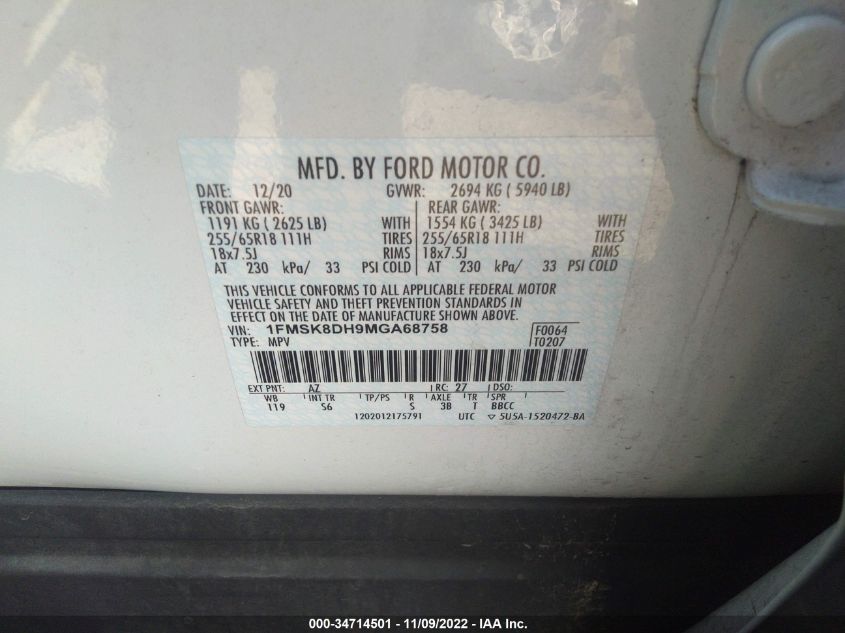 MFD. BY FORD MOTOR CO.
DATE: 12/20 GVWR: 2694 KG ( 5940 LB)
FRONT GAWR: REAR GAWR:
1191 KG ( 2625 LB) WITH 1554 KG ( 3425 LB) WITH
255/65R18 111H TIRES 255/65R18 111H TIRES
18x7.5J RIMS 18x7.5J RIMS
AT 230 kPa/ 33 PSI COLD AT 230 kPa/ 33 PSI COLD
THIS VEHICLE CONFORMS TO ALL APPLICABLE FEDERAL MOTOR
VEHICLE SAFETY AND THEFT PREVENTION STANDARDS IN
EFFECT ON THE DATE OF MANUFACTURE SHOWN ABOVE.
VIN: 1FMSK8DH9MGA68758 F0064
TYPE: MPV T0207
EXT PNT: AZ RC: 27 DSO:
WB INT TR TP/PS R AXLE TR SPR
119 S6 S 3B T BBCC
1202012175791 UTC ▽ 5U5A-1520472-BA
000-34714501 - 11/09/2022 - IAA Inc.